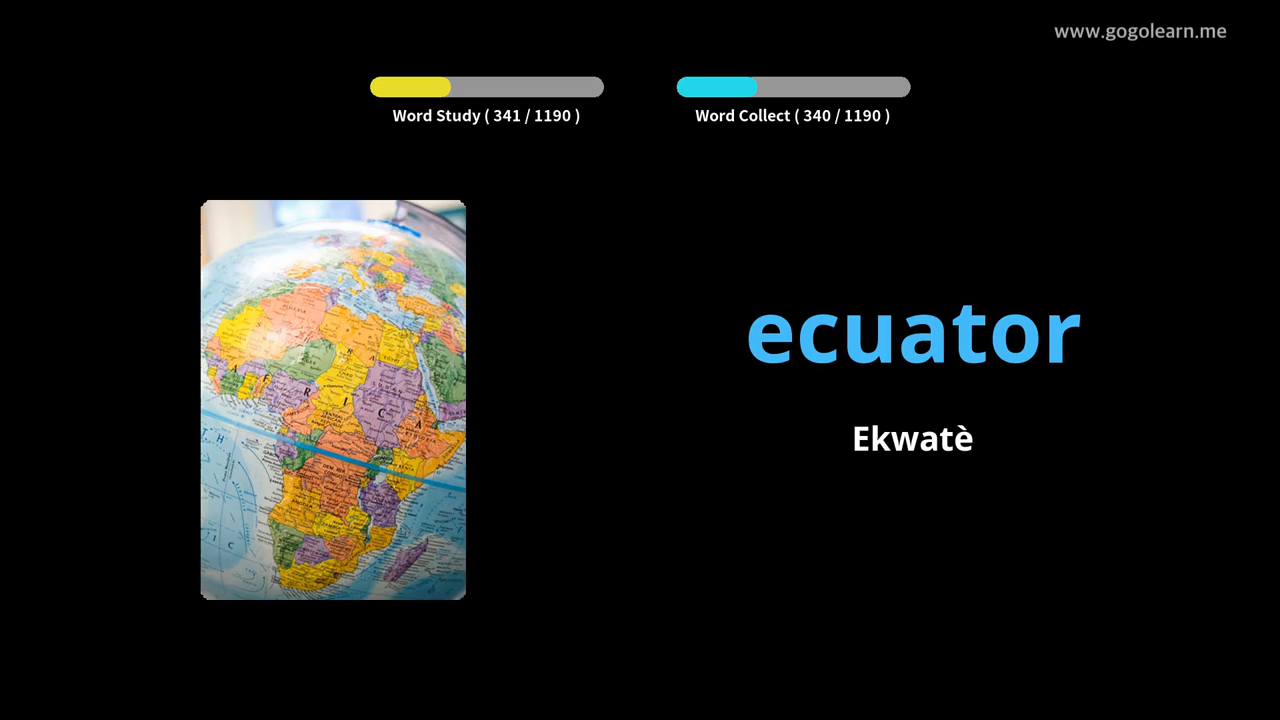 www.gogolearn.me
Word Study ( 341 / 1190 )
Word Collect ( 340 / 1190 )
ecuator
Ekwatè
A F R I C A